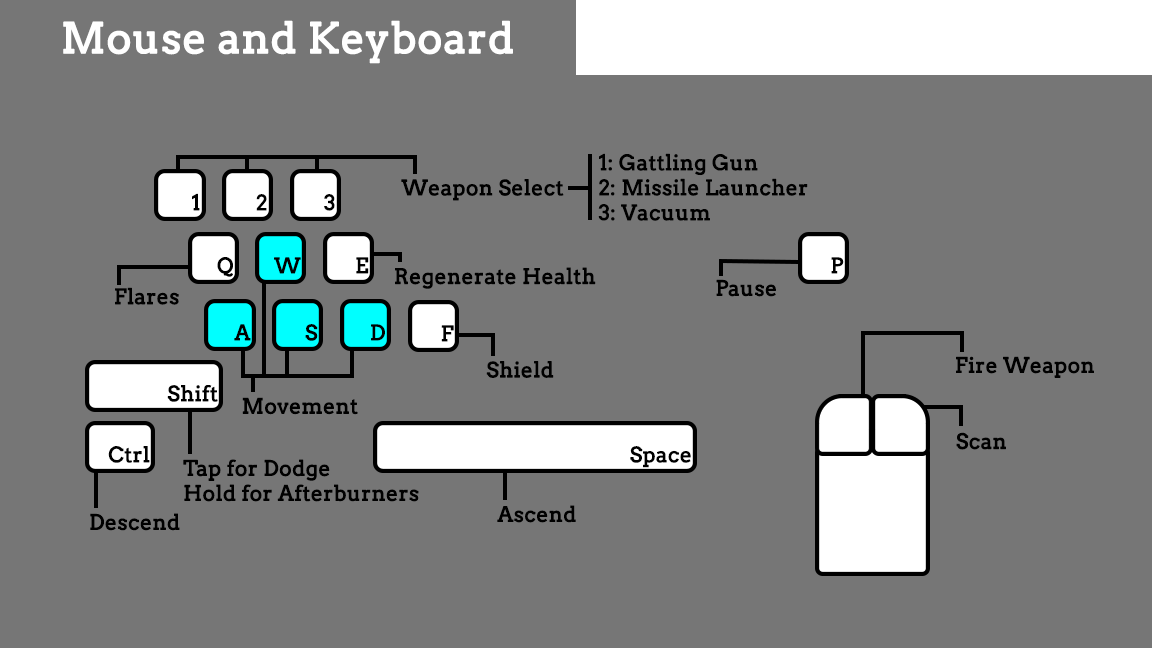 Mouse and Keyboard
1: Gattling Gun
Weapon Select
2: Missile Launcher
3: Vacuum
1
2
3
Q
W
E
P
Flares
Regenerate Health
Pause
A
S
D
F
Shield
Fire Weapon
Shift
Movement
Ctrl
Space
Scan
Tap for Dodge
Hold for Afterburners
Descend
Ascend